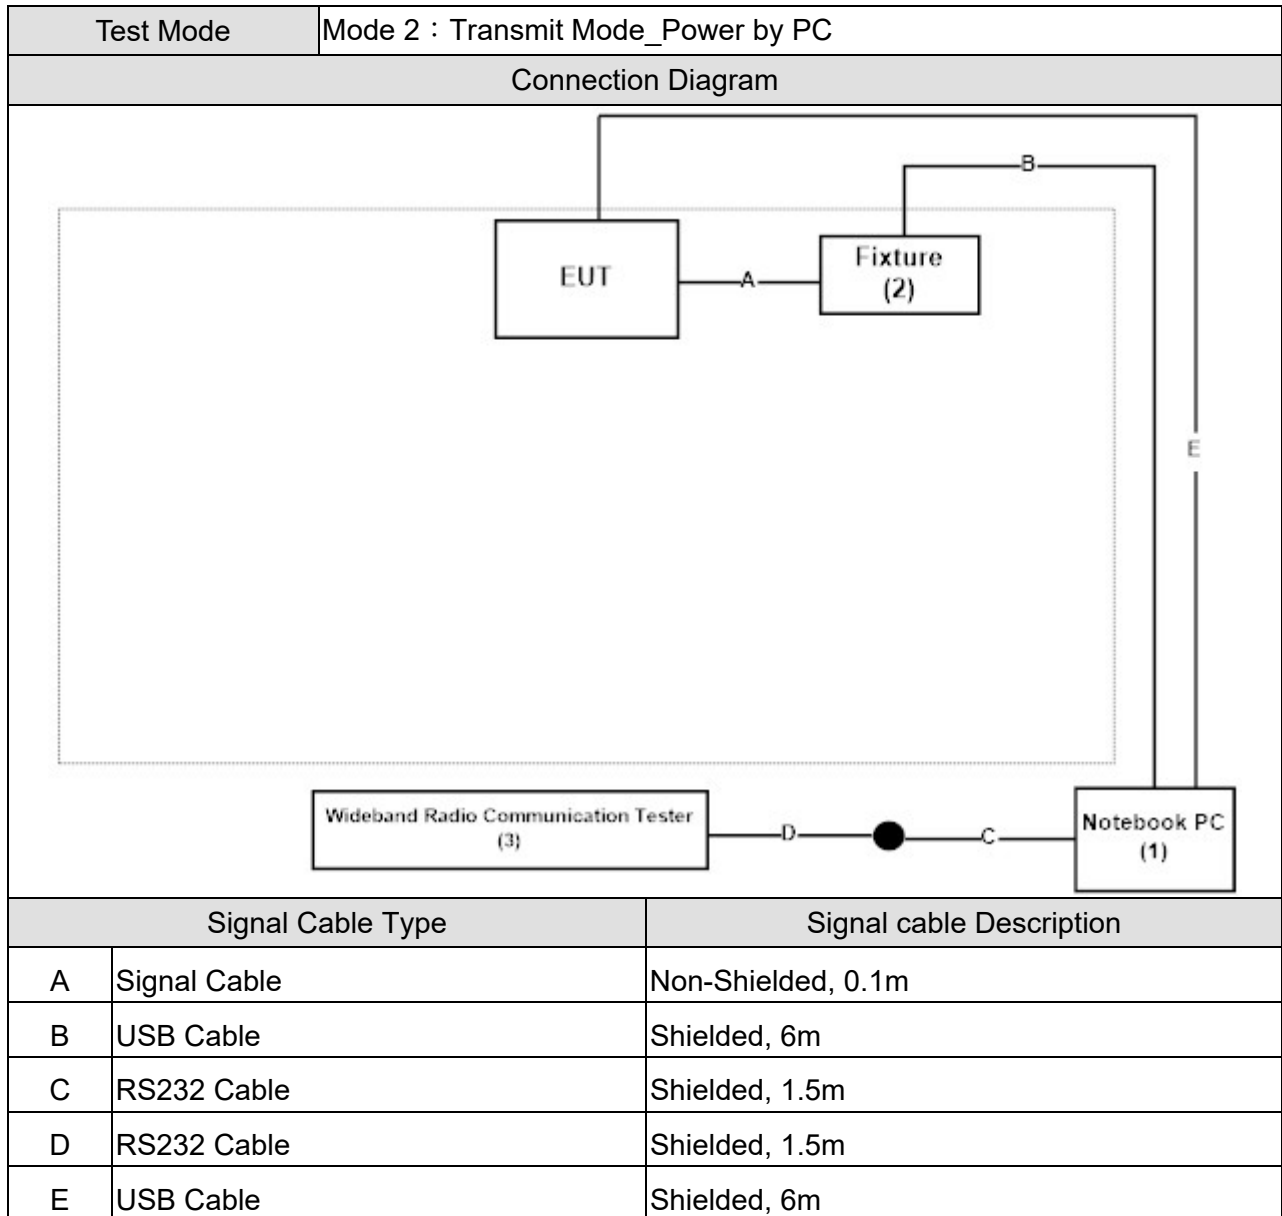 Test Mode Mode 2：Transmit Mode_Power by PC
Connection Diagram
B
EUT
A
Fixture
(2)
E
Wideband Radio Communication Tester
(3)
D
C
Notebook PC
(1)
Signal Cable Type Signal cable Description
A Signal Cable Non-Shielded, 0.1m
B USB Cable Shielded, 6m
C RS232 Cable Shielded, 1.5m
D RS232 Cable Shielded, 1.5m
E USB Cable Shielded, 6m